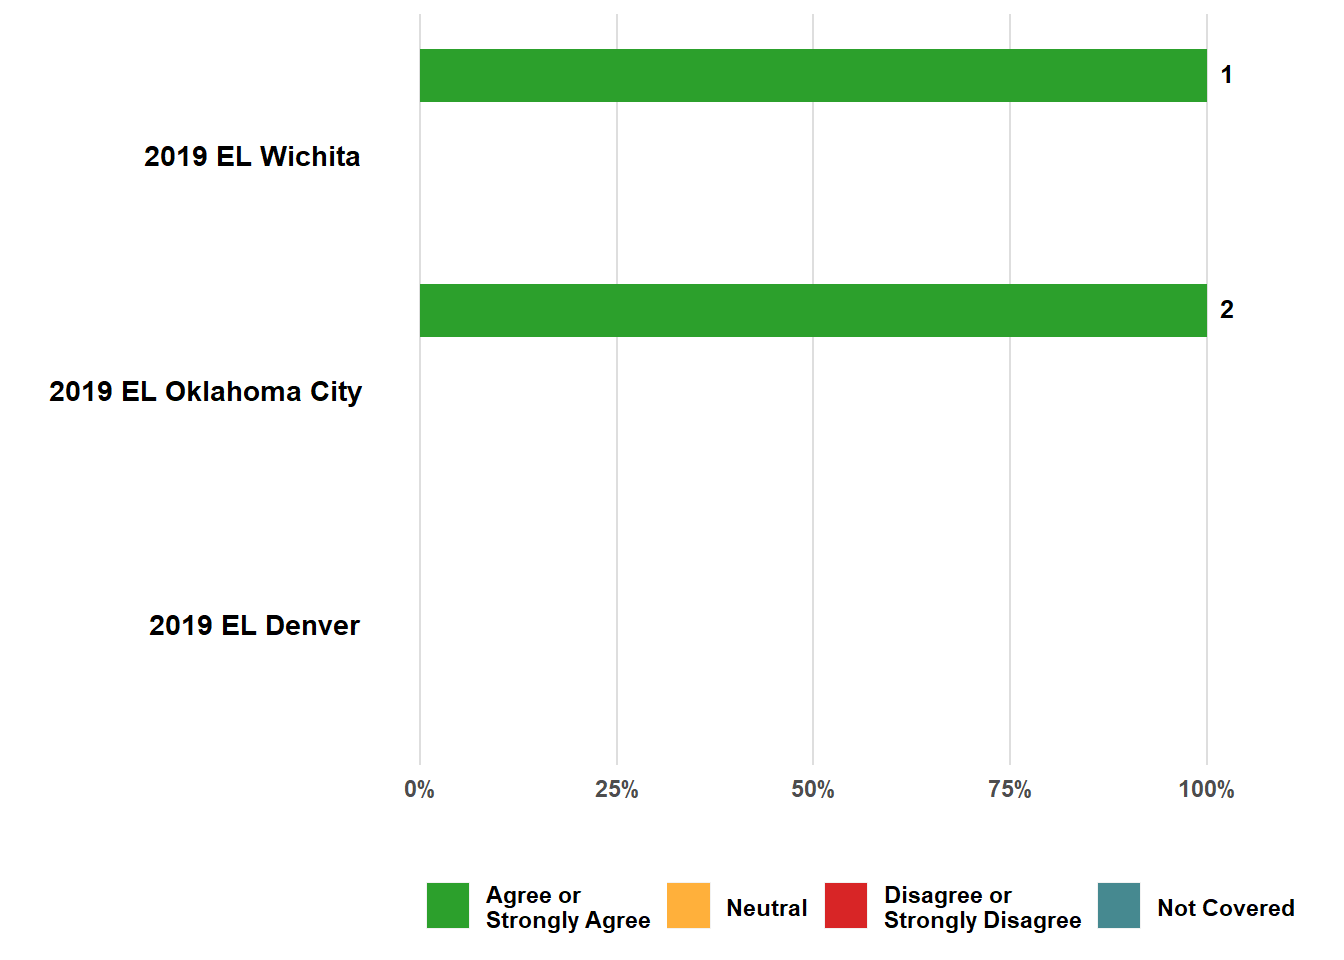 1
2019 EL Wichita
2
2019 EL Oklahoma City
2019 EL Denver
0% 25% 50% 75% 100%
Agree or
Strongly Agree
Neutral
Disagree or
Strongly Disagree
Not Covered